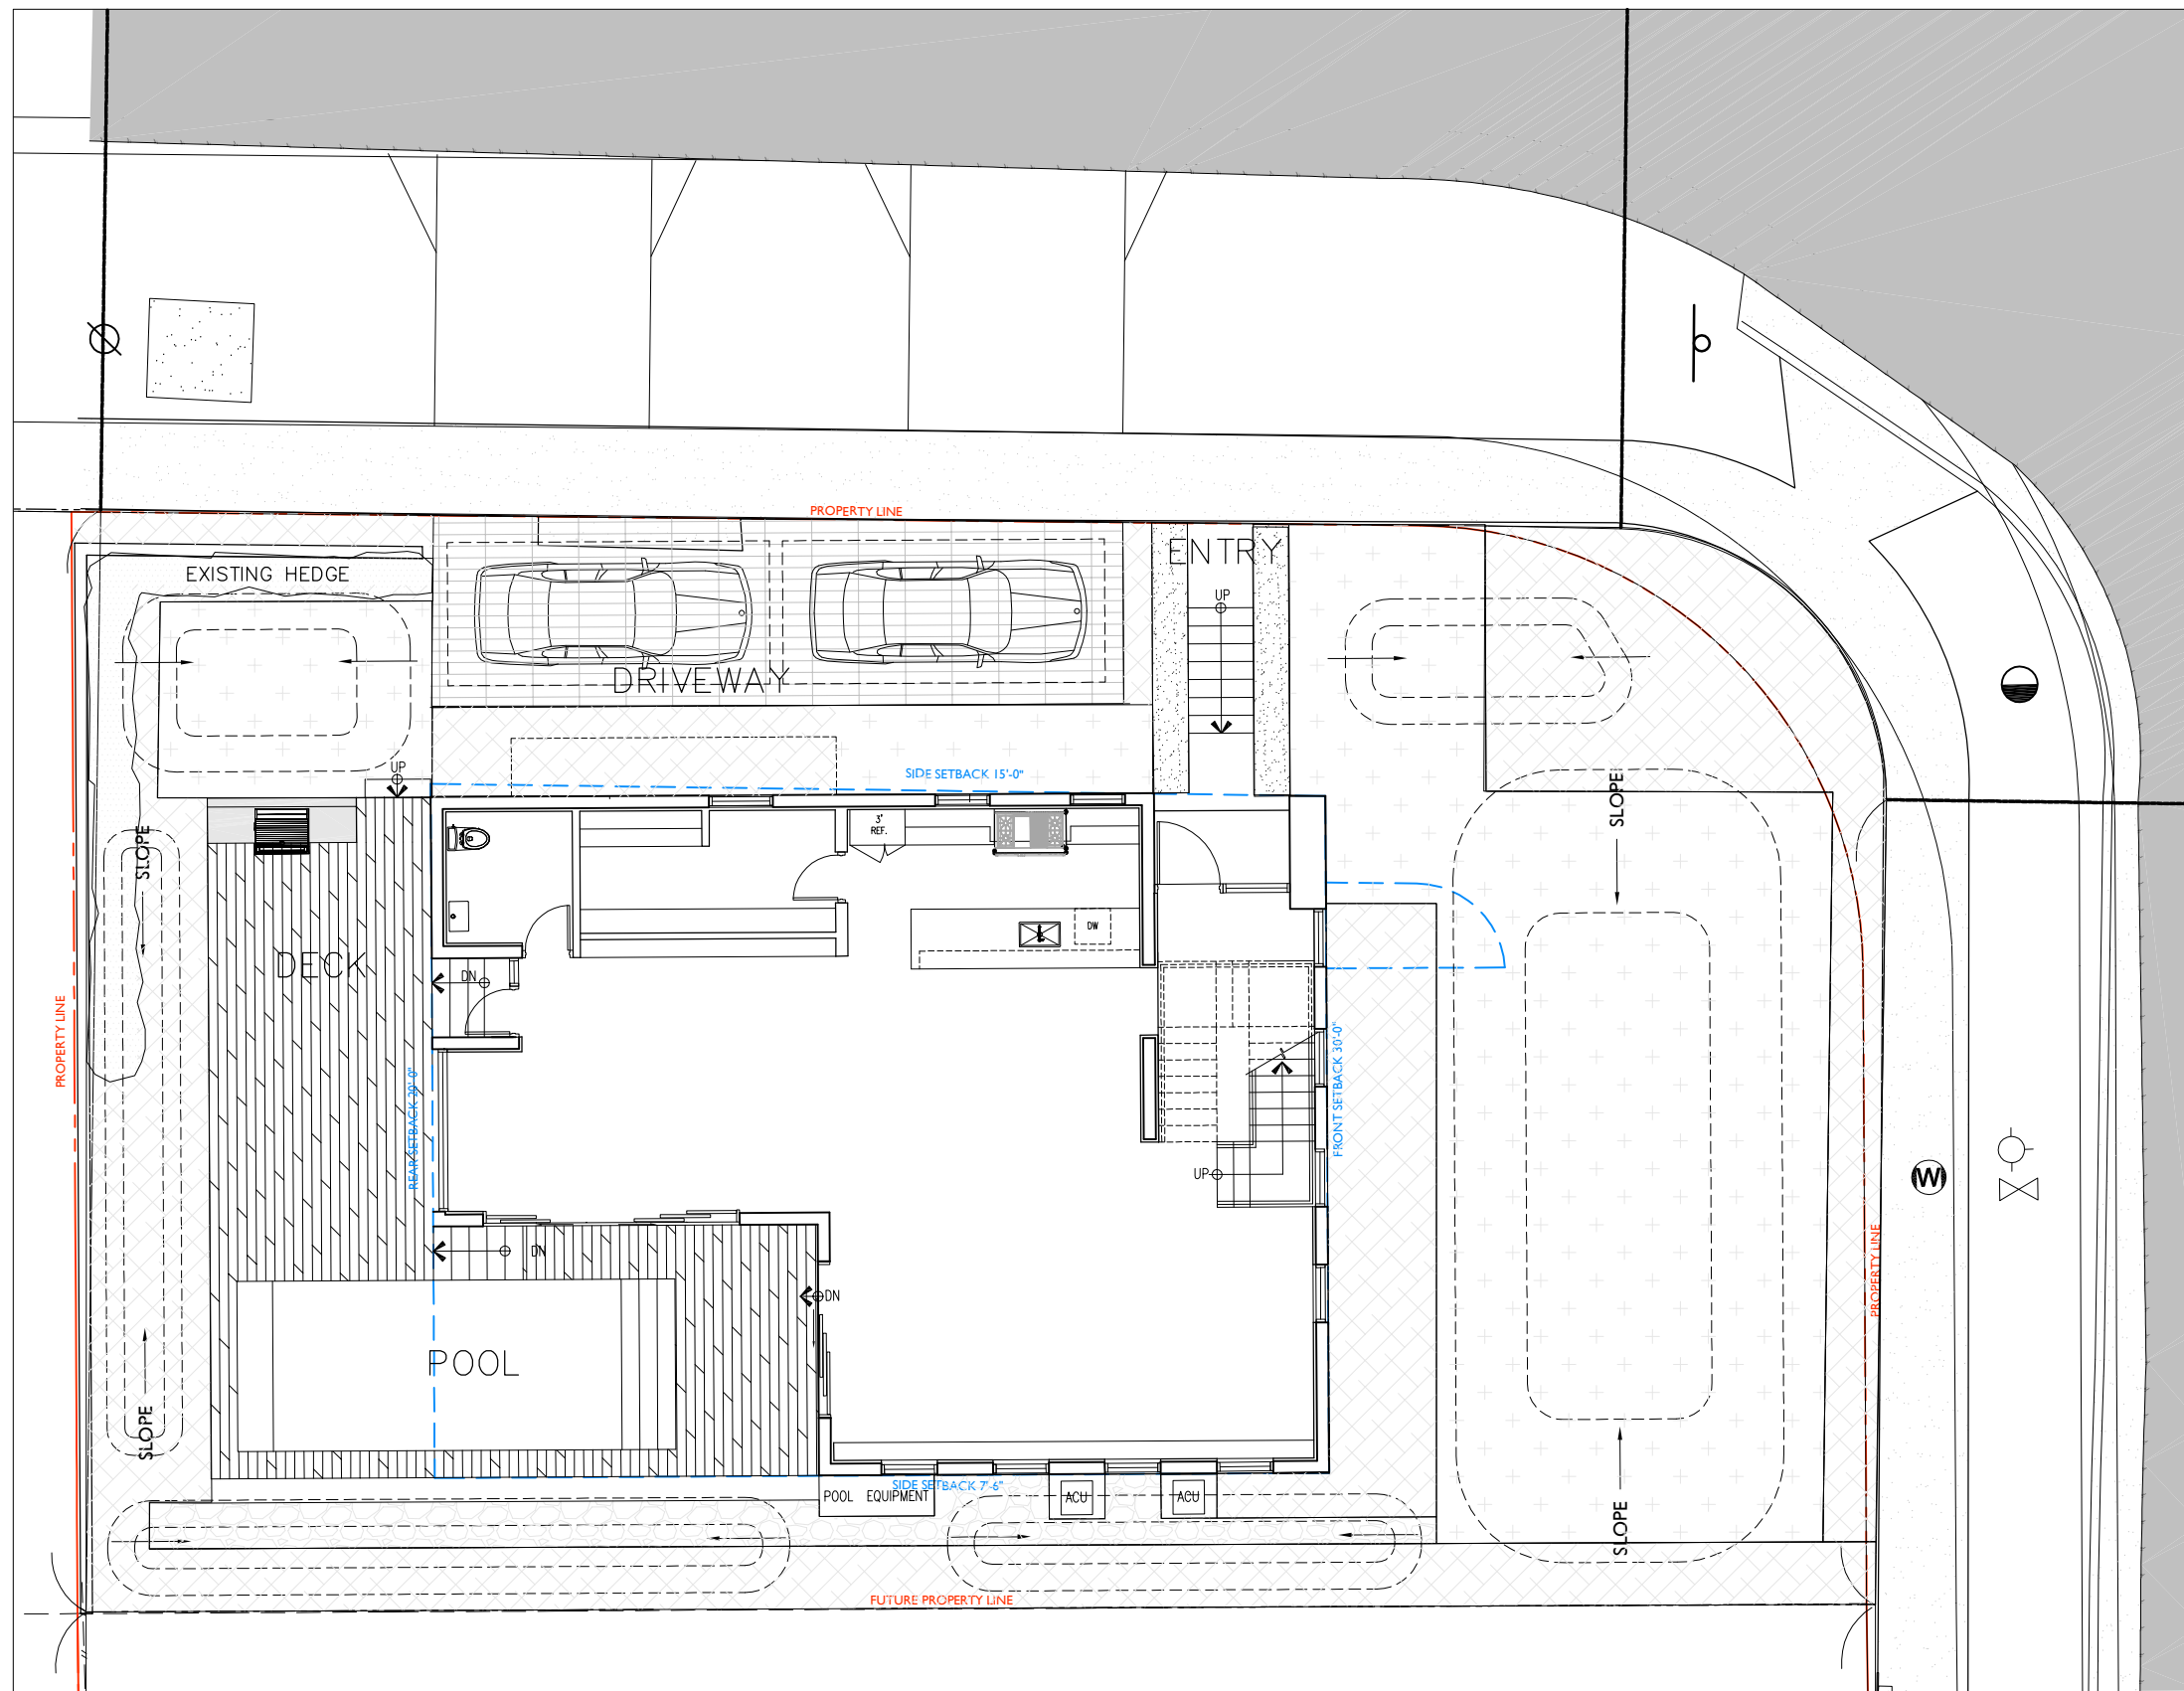 PROPERTY LINE
ENTRY
EXISTING HEDGE
UP
DRIVEWAY
UP
SIDE SETBACK 15'-0"
SLOPE
SLOPE
3'
REF.
DW
DECK
DN
PROPERTY LINE
REAR SETBACK 20'-0"
FRONT SETBACK 30'-0"
UP
W
DN
DN
PROPERTY LINE
POOL
SLOPE
SIDE SETBACK 7'-6"
POOL EQUIPMENT
ACU
ACU
SLOPE
FUTURE PROPERTY LINE